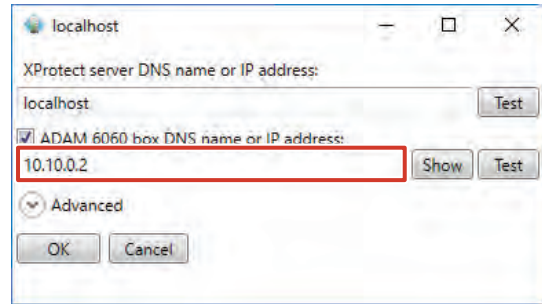 localhost
XProtect server DNS name or IP address:
localhost Test
ADAM 6060 box DNS name or IP address:
10.10.0.2 Show Test
Advanced
OK Cancel